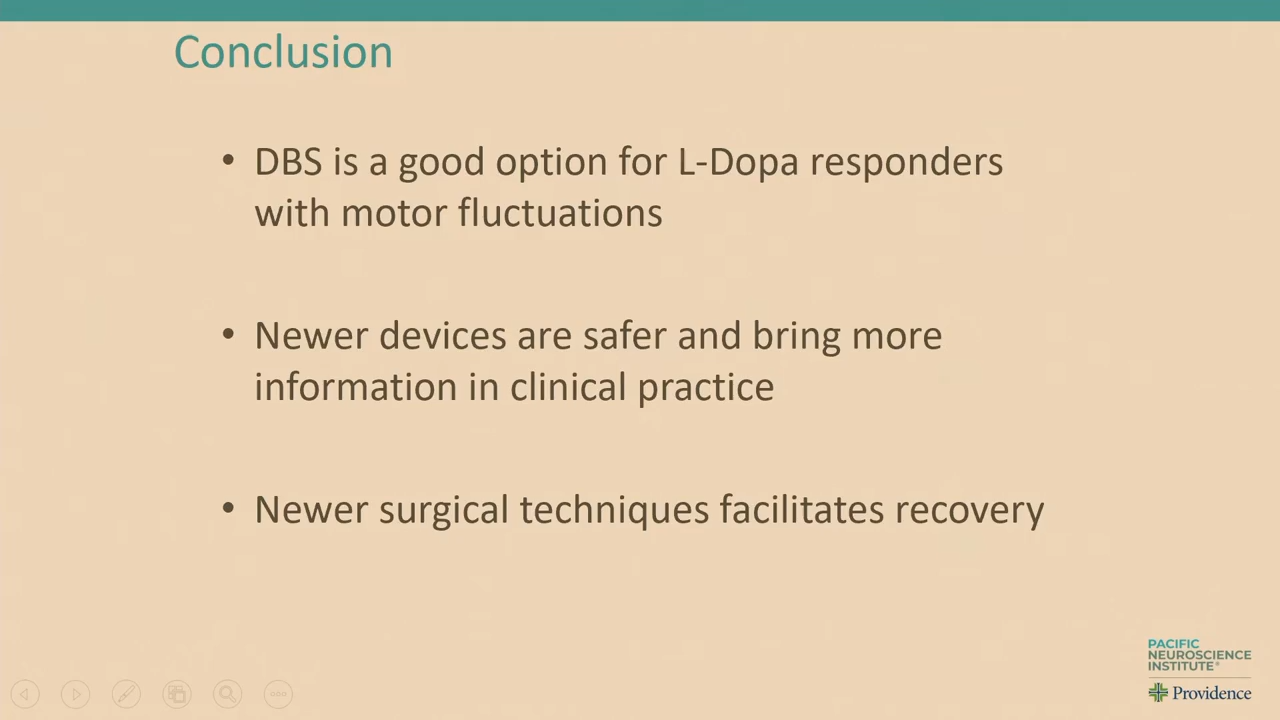 Conclusion
• DBS is a good option for L-Dopa responders
with motor fluctuations
• Newer devices are safer and bring more
information in clinical practice
• Newer surgical techniques facilitates recovery
PACIFIC
NEUROSCIENCE
INSTITUTE®
Providence